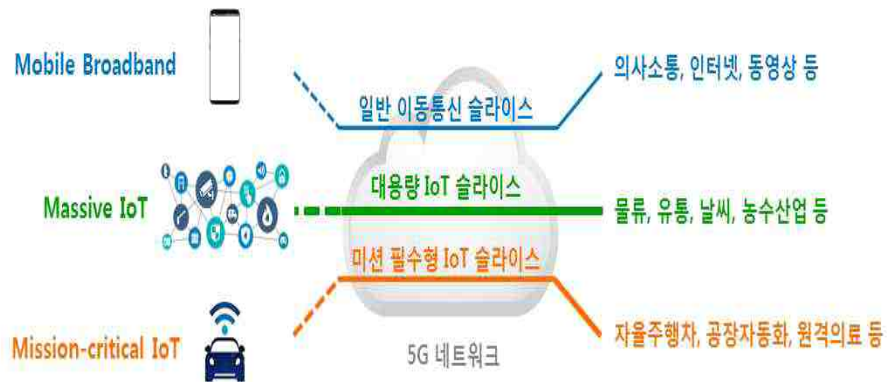 Mobile Broadband
일반 이동통신 슬라이스
의사소통, 인터넷, 동영상 등
Massive IoT
대용량 IoT 슬라이스
물류, 유통, 날씨, 농수산업 등
미션 필수형 IoT 슬라이스
Mission-critical IoT
자율주행차, 공장자동화, 원격의료 등
5G 네트워크